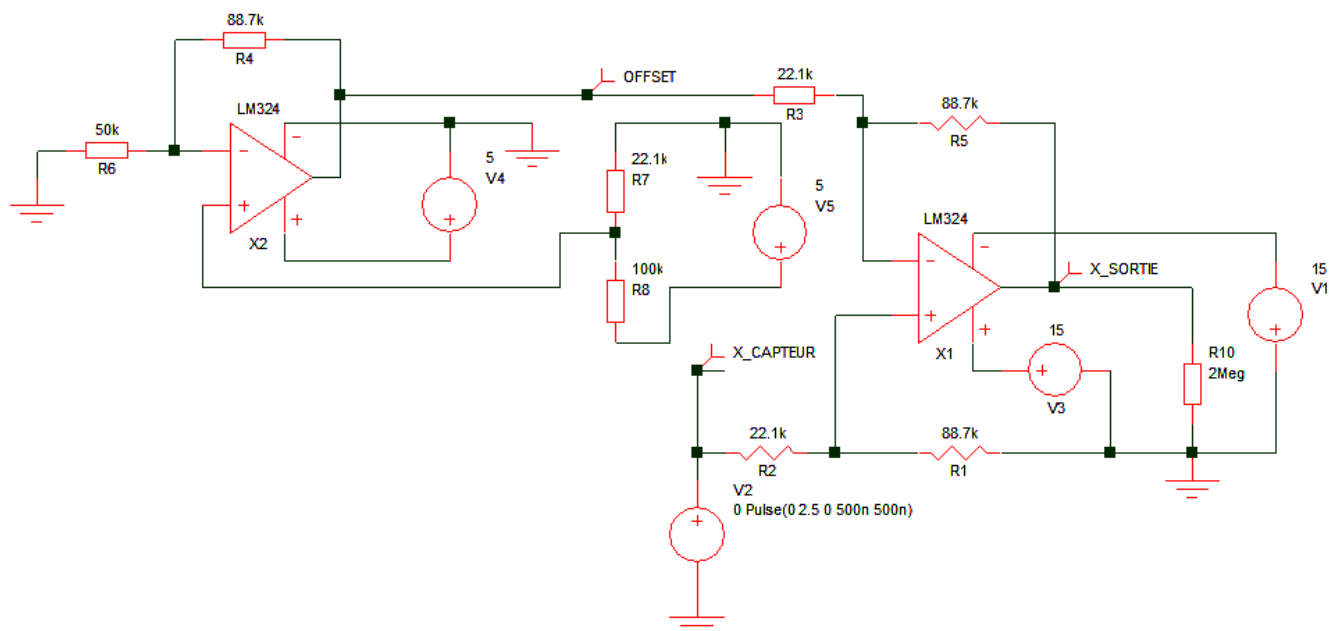 88.7k
R4
OFFSET
22.1k
R3
LM324
88.7k
R5
50k
R6
22.1k
R7
5
V4
5
V5
LM324
X2
X_SORTIE
100k
R8
15
V1
X_CAPTEUR
X1
15
V3
R10
2Meg
22.1k
R2
88.7k
R1
V2
0 Pulse(0 2.5 0 500n 500n)